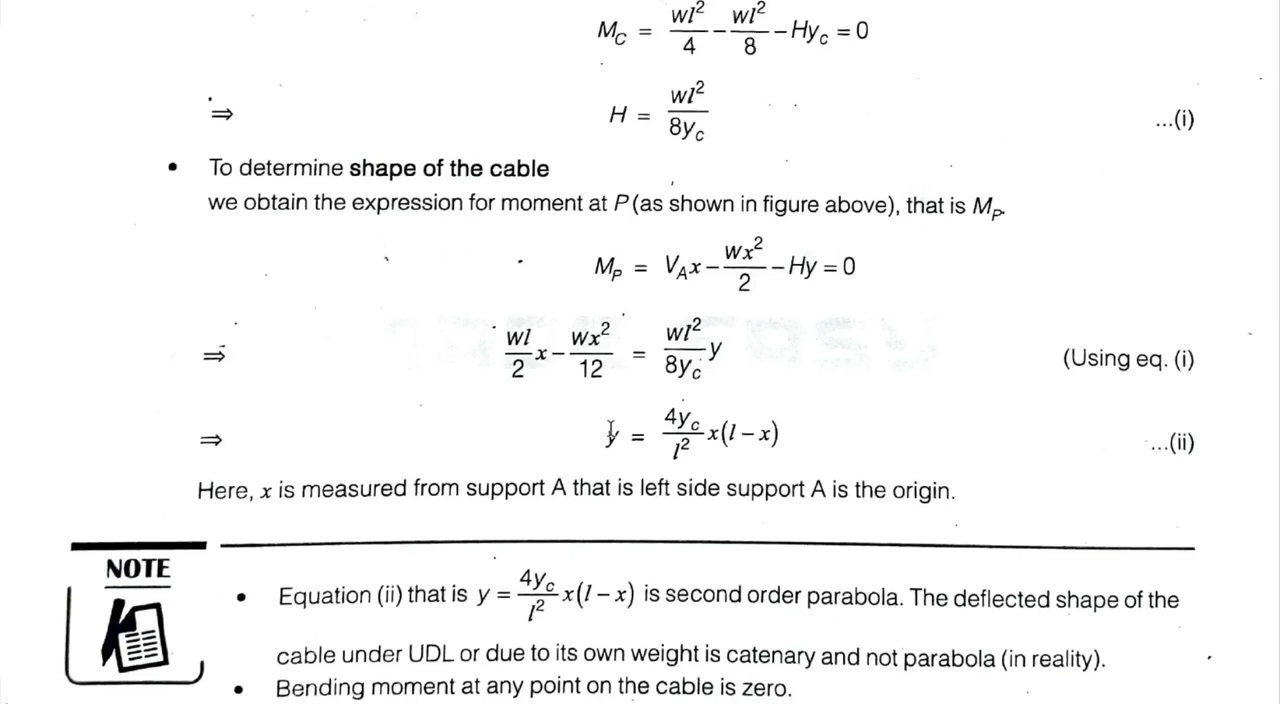 M_C = wl²/4 − wl²/8 − Hy_c = 0
⇒ H = wl²/8y_c ...(i)
• To determine shape of the cable
we obtain the expression for moment at P (as shown in figure above), that is M_P.
M_P = V_A x − wx²/2 − Hy = 0
⇒ wl/2 x − wx²/12 = wl²/8y_c y (Using eq. (i)
⇒ y = 4y_c/l² x(l − x) ...(ii)
Here, x is measured from support A that is left side support A is the origin.
NOTE
• Equation (ii) that is y = 4y_c/l² x(l − x) is second order parabola. The deflected shape of the
cable under UDL or due to its own weight is catenary and not parabola (in reality).
• Bending moment at any point on the cable is zero.